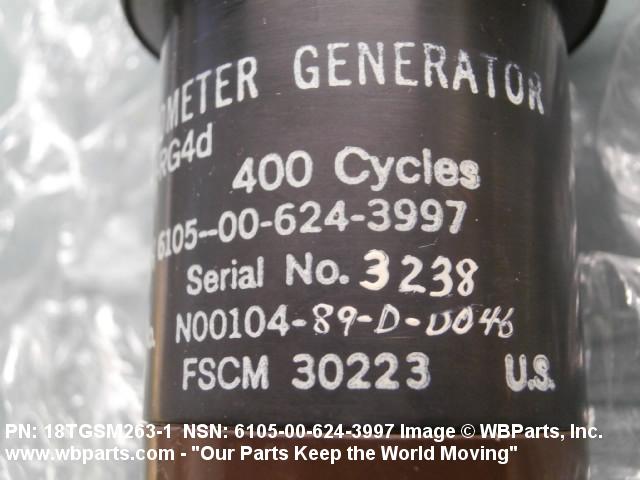 OMETER GENERATOR
RG4d
400 Cycles
6105-00-624-3997
Serial No. 3238
o. N00104-89-D-0046
FSCM 30223 U.S.
PN: 18TGSM263-1 NSN: 6105-00-624-3997 Image © WBParts, Inc.
www.wbparts.com - "Our Parts Keep the World Moving"